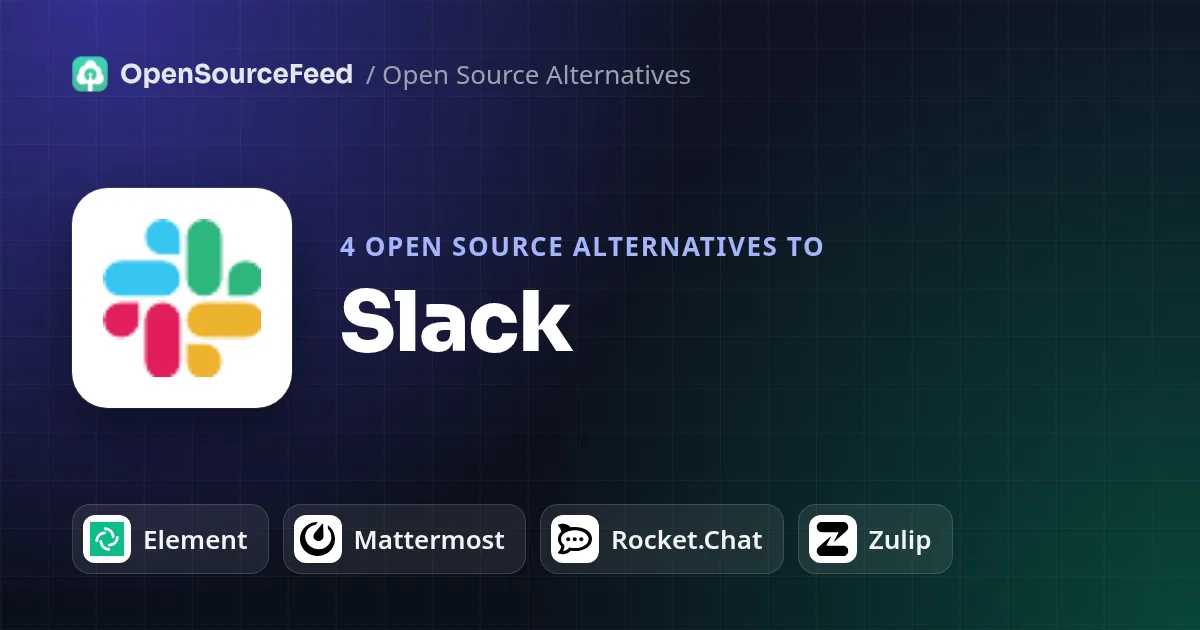 OpenSourceFeed / Open Source Alternatives
4 OPEN SOURCE ALTERNATIVES TO
Slack
Element Mattermost Rocket.Chat Zulip